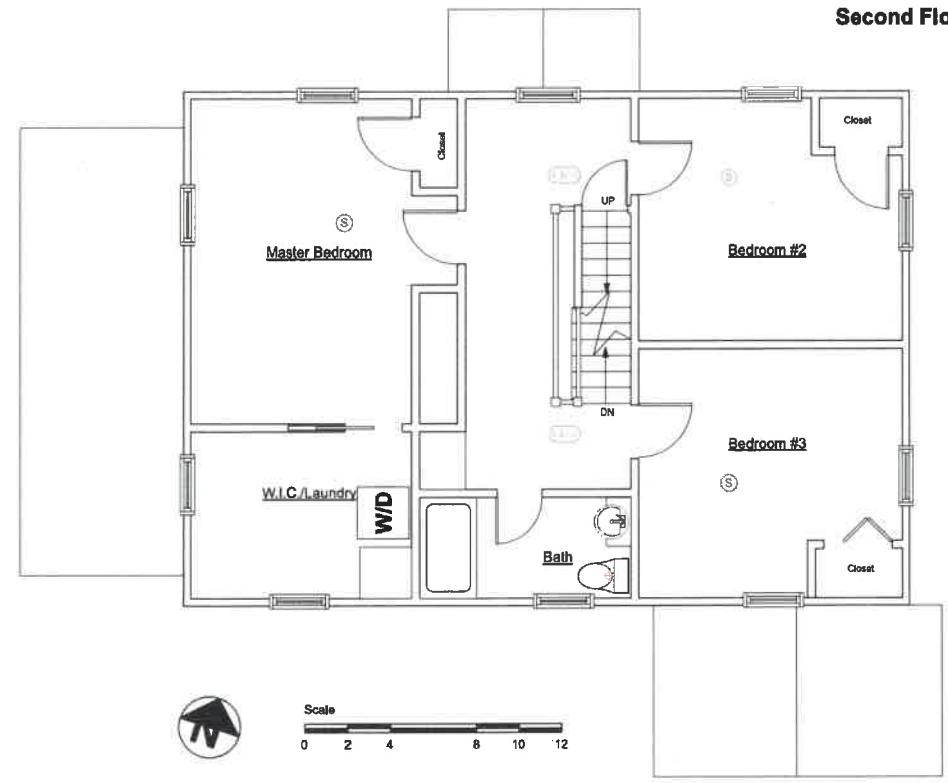 Second Flo
Closet
Closet
S
S
UP
Master Bedroom
Bedroom #2
DN
Bedroom #3
S
W.I.C./Laundry
W/D
Bath
Closet
N
Scale
0 2 4 8 10 12